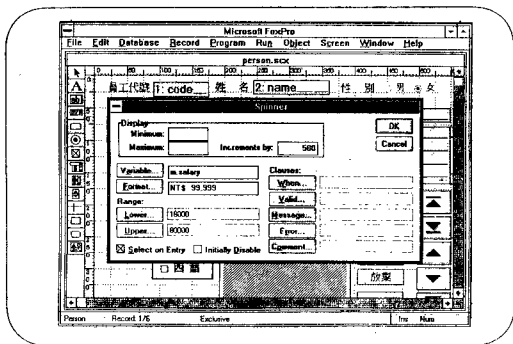 Microsoft FoxPro
File Edit Database Record Program Run Object Screen Window Help
person.scx
員工代號 1: code 姓 名 2: name 性 別 男 女
Spinner
Display
Minimum:
Maximum:
Increments by: 500
OK
Cancel
Variable... m.salary
Format... NT$ 99,999
Range:
Lower... 16000
Upper... 80000
Clauses:
When...
Valid...
Message...
Error...
Comment...
Select on Entry
Initially Disable
放棄
Person Record: 1/6 Exclusive Ins Num